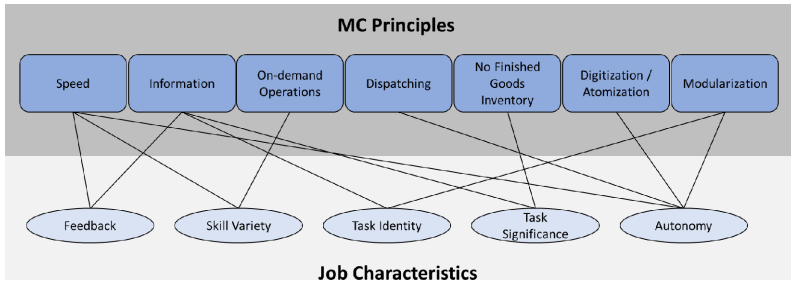 MC Principles
Speed
Information
On-demand
Operations
Dispatching
No Finished
Goods
Inventory
Digitization /
Atomization
Modularization
Feedback
Skill Variety
Task Identity
Task
Significance
Autonomy
Job Characteristics